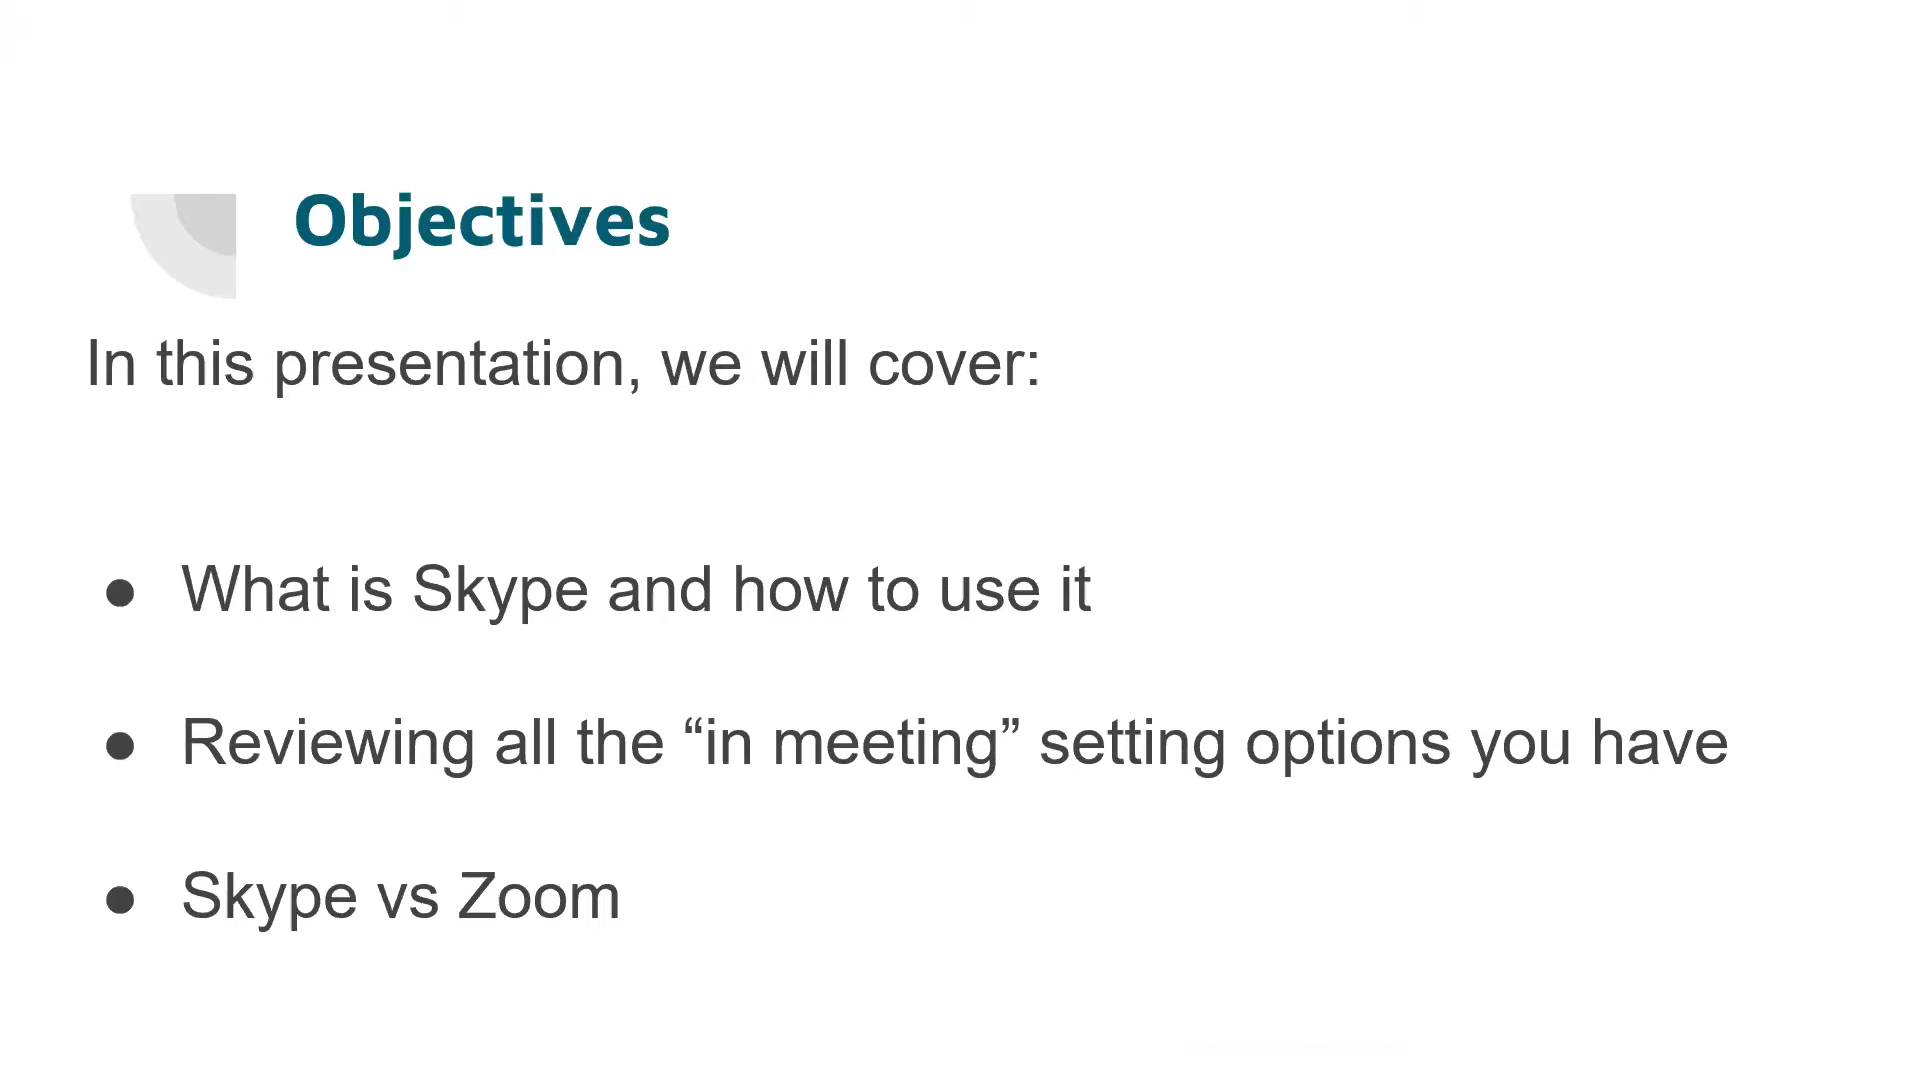 Objectives
In this presentation, we will cover:
● What is Skype and how to use it
● Reviewing all the “in meeting” setting options you have
● Skype vs Zoom